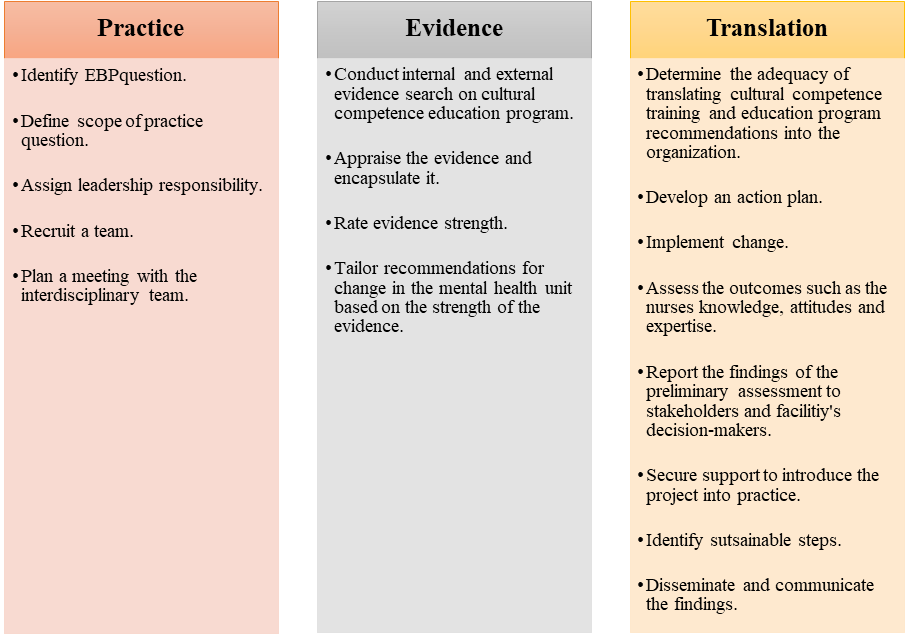 Practice
•Identify EBPquestion.
•Define scope of practice
question.
•Assign leadership responsibility.
•Recruit a team.
•Plan a meeting with the
interdisciplinary team.
Evidence
•Conduct internal and external
evidence search on cultural
competence education program.
•Appraise the evidence and
encapsulate it.
•Rate evidence strength.
•Tailor recommendations for
change in the mental health unit
based on the strength of the
evidence.
Translation
•Determine the adequacy of
translating cultural competence
training and education program
recommendations into the
organization.
•Develop an action plan.
•Implement change.
•Assess the outcomes such as the
nurses knowledge, attitudes and
expertise.
•Report the findings of the
preliminary assessment to
stakeholders and facilitiy's
decision-makers.
•Secure support to introduce the
project into practice.
•Identify sutsainable steps.
•Disseminate and communicate
the findings.